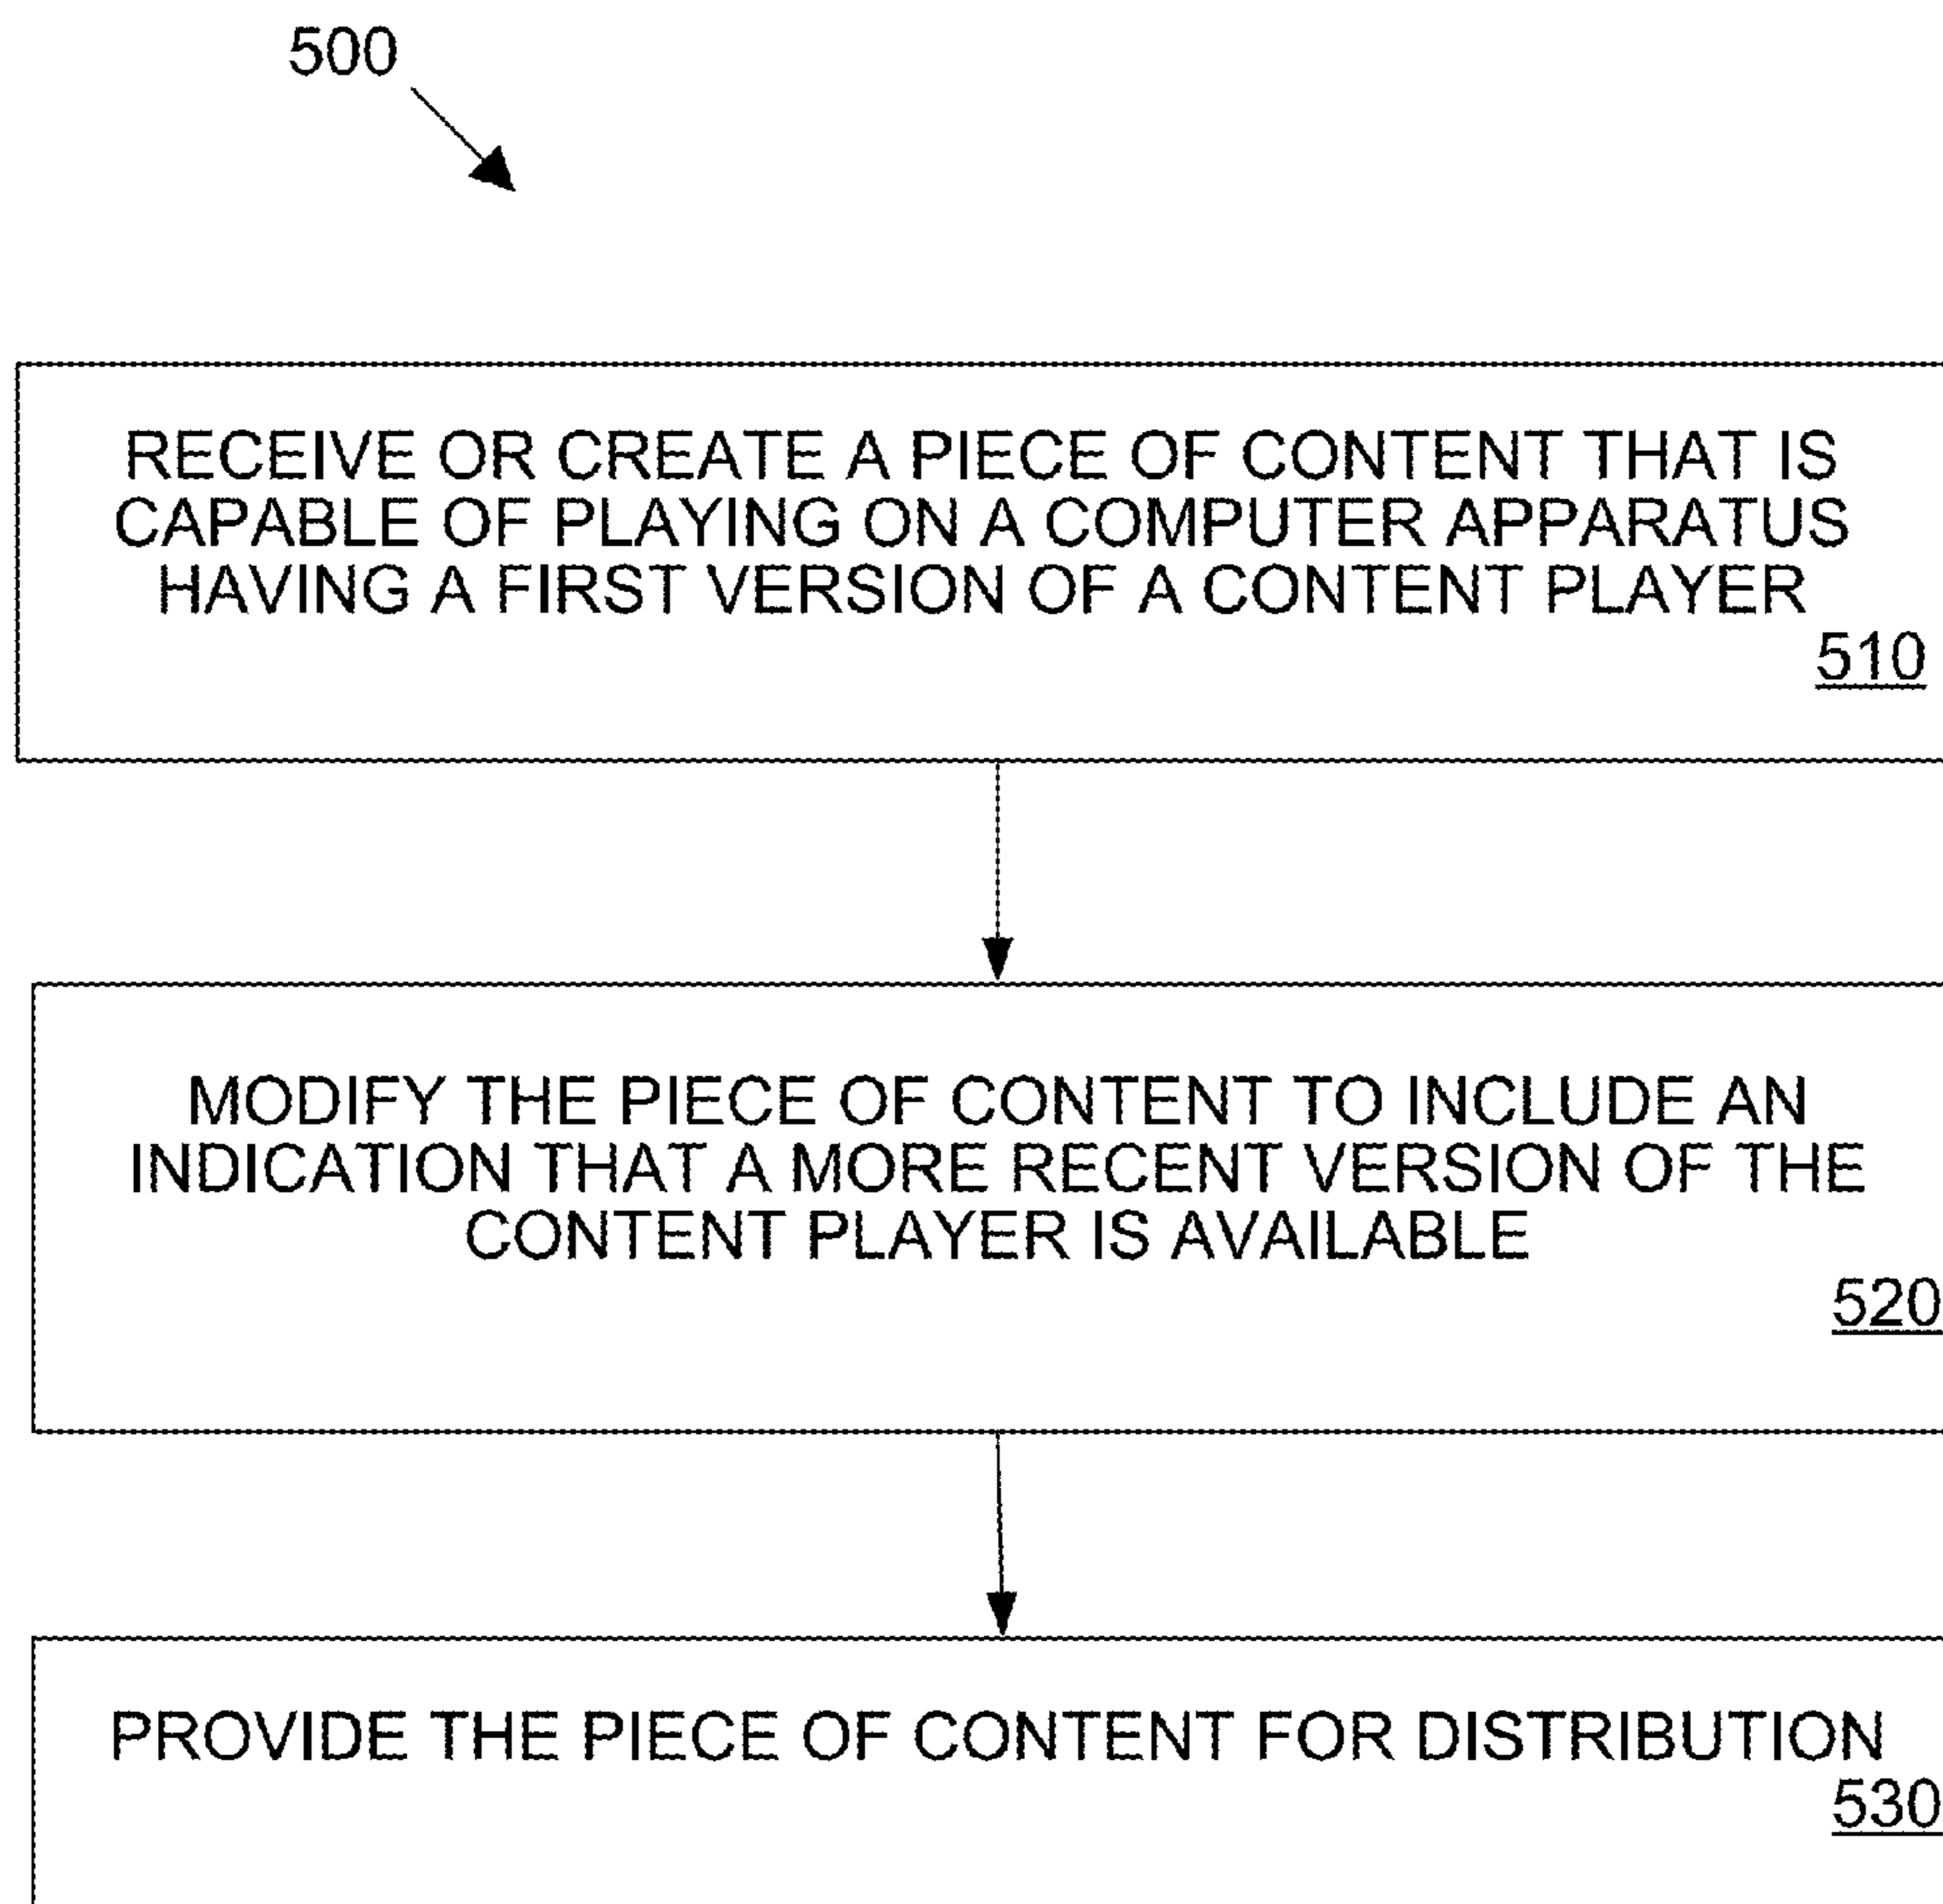 500
RECEIVE OR CREATE A PIECE OF CONTENT THAT IS
CAPABLE OF PLAYING ON A COMPUTER APPARATUS
HAVING A FIRST VERSION OF A CONTENT PLAYER
510
MODIFY THE PIECE OF CONTENT TO INCLUDE AN
INDICATION THAT A MORE RECENT VERSION OF THE
CONTENT PLAYER IS AVAILABLE
520
PROVIDE THE PIECE OF CONTENT FOR DISTRIBUTION
530